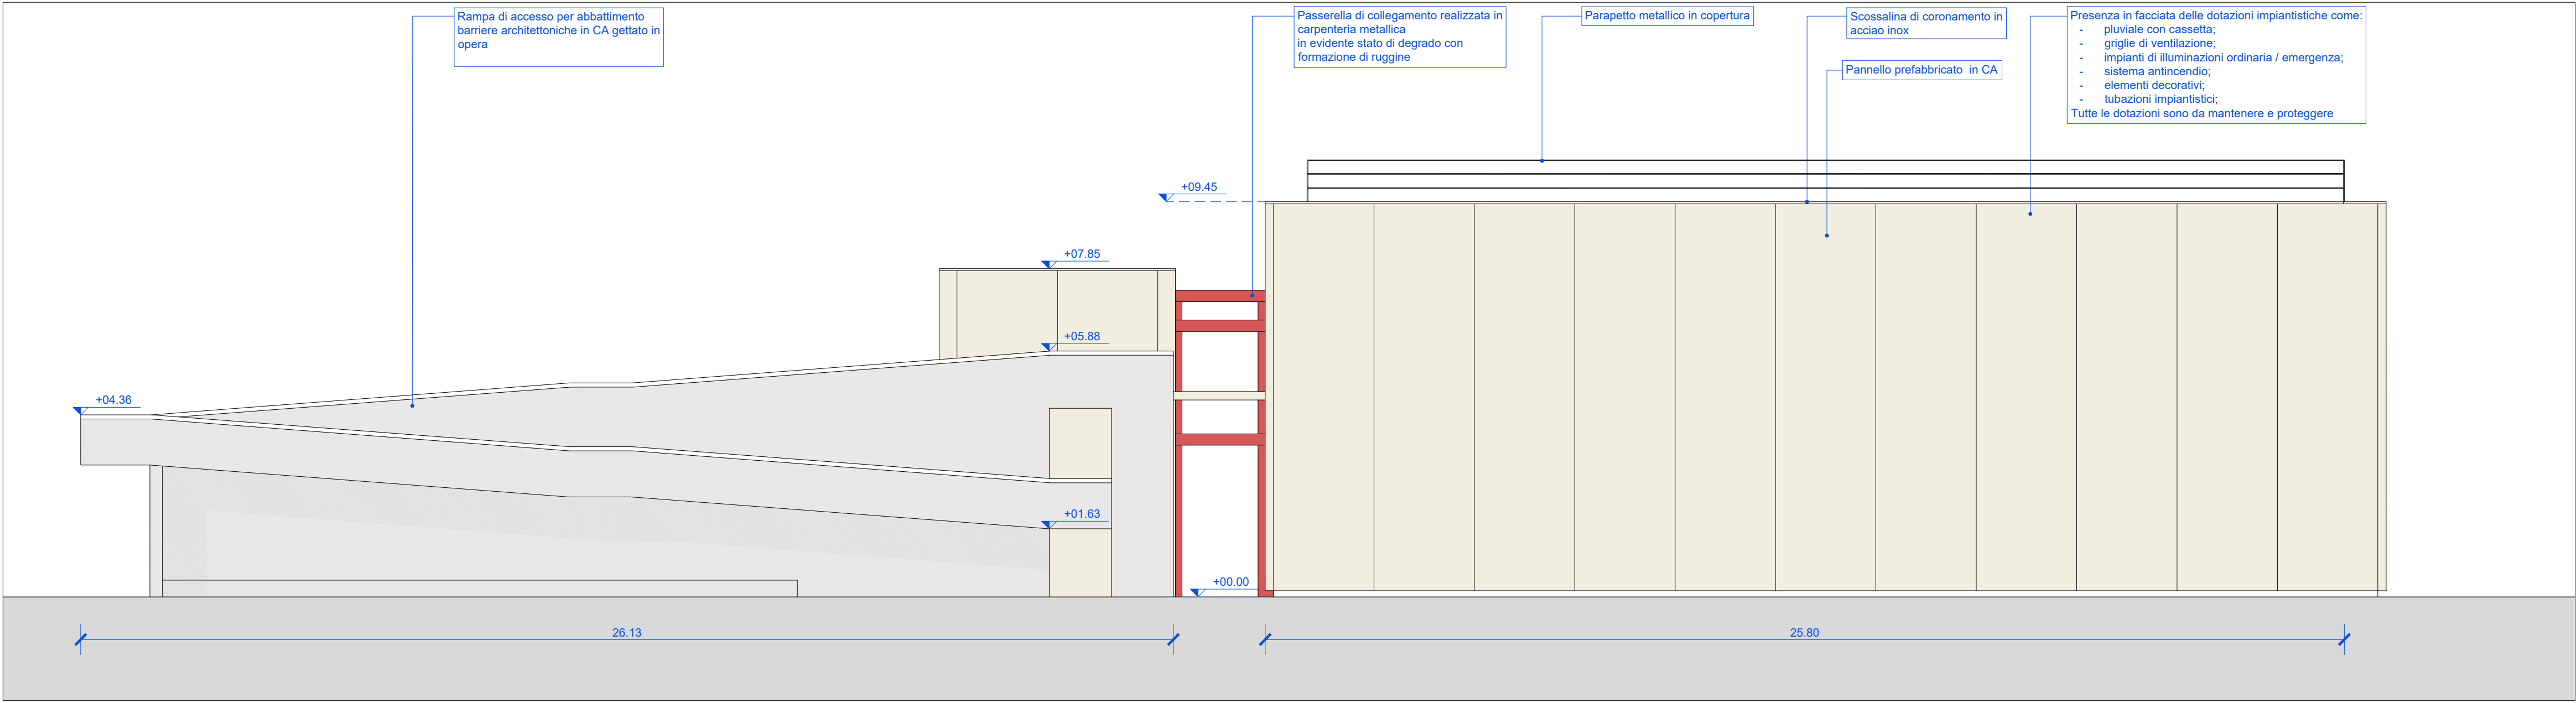 Rampa di accesso per abbattimento
barriere architettoniche in CA gettato in
opera
Passerella di collegamento realizzata in
carpenteria metallica
in evidente stato di degrado con
formazione di ruggine
Parapetto metallico in copertura
Scossalina di coronamento in
acciao inox
Pannello prefabbricato in CA
Presenza in facciata delle dotazioni impiantistiche come:
- pluviale con cassetta;
- griglie di ventilazione;
- impianti di illuminazioni ordinaria / emergenza;
- sistema antincendio;
- elementi decorativi;
- tubazioni impiantistici;
Tutte le dotazioni sono da mantenere e proteggere
+09.45
+07.85
+05.88
+04.36
+01.63
+00.00
26.13
25.80